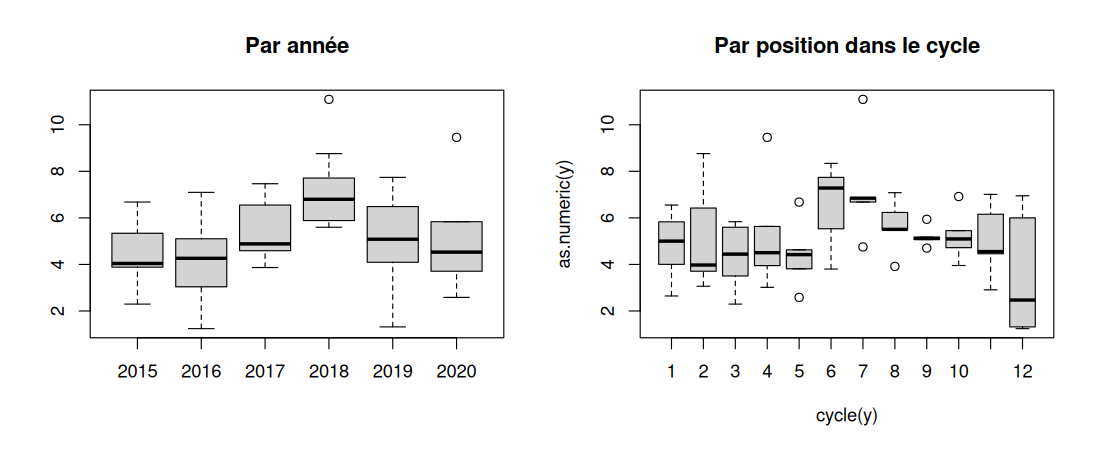 Par année
2 4 6 8 10
2015 2016 2017 2018 2019 2020
Par position dans le cycle
as.numeric(y)
2 4 6 8 10
1 2 3 4 5 6 7 8 9 10 12
cycle(y)